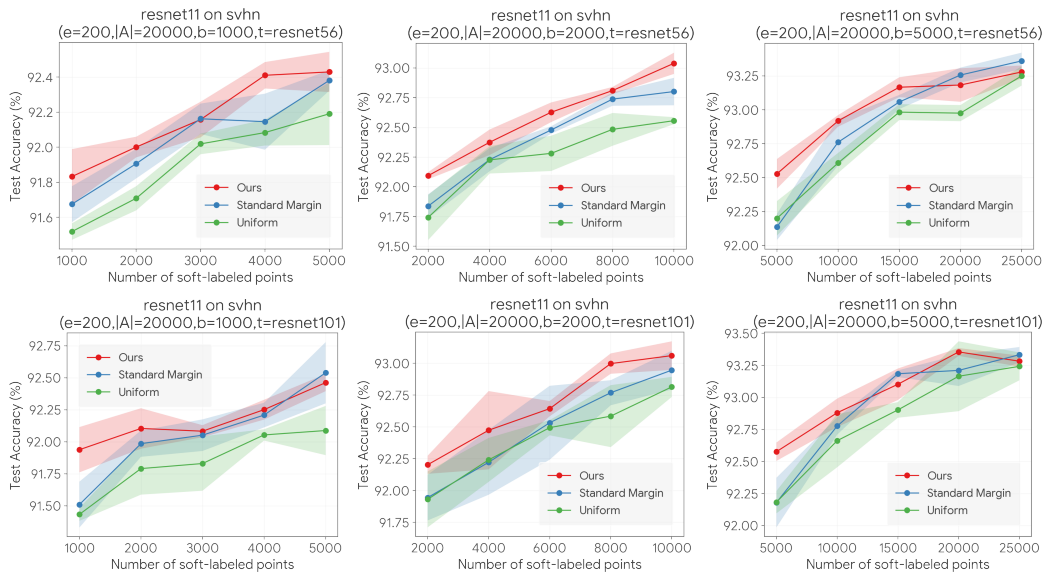 resnet11 on svhn
(e=200,|A|=20000,b=1000,t=resnet56)
92.4
92.2
92.0
91.8
91.6
Test Accuracy (%)
Ours
Standard Margin
Uniform
1000 2000 3000 4000 5000
Number of soft-labeled points
resnet11 on svhn
(e=200,|A|=20000,b=2000,t=resnet56)
93.00
92.75
92.50
92.25
92.00
91.75
91.50
Test Accuracy (%)
Ours
Standard Margin
Uniform
2000 4000 6000 8000 10000
Number of soft-labeled points
resnet11 on svhn
(e=200,|A|=20000,b=5000,t=resnet56)
93.25
93.00
92.75
92.50
92.25
92.00
Test Accuracy (%)
Ours
Standard Margin
Uniform
5000 10000 15000 20000 25000
Number of soft-labeled points
resnet11 on svhn
(e=200,|A|=20000,b=1000,t=resnet101)
92.75
92.50
92.25
92.00
91.75
91.50
Test Accuracy (%)
Ours
Standard Margin
Uniform
1000 2000 3000 4000 5000
Number of soft-labeled points
resnet11 on svhn
(e=200,|A|=20000,b=2000,t=resnet101)
93.00
92.75
92.50
92.25
92.00
91.75
Test Accuracy (%)
Ours
Standard Margin
Uniform
2000 4000 6000 8000 10000
Number of soft-labeled points
resnet11 on svhn
(e=200,|A|=20000,b=5000,t=resnet101)
93.50
93.25
93.00
92.75
92.50
92.25
92.00
Test Accuracy (%)
Ours
Standard Margin
Uniform
5000 10000 15000 20000 25000
Number of soft-labeled points